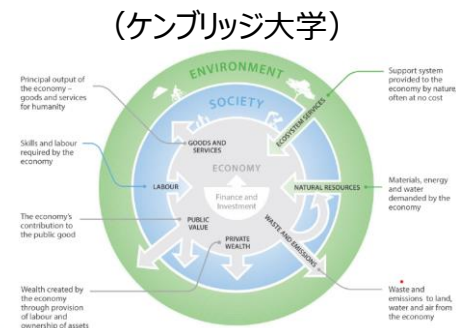 （ケンブリッジ大学）
ENVIRONMENT
SOCIETY
ECONOMY
Finance and
Investment
GOODS AND
SERVICES
LABOUR
PUBLIC
VALUE
PRIVATE
WEALTH
WASTE AND EMISSIONS
NATURAL RESOURCES
ECOSYSTEM SERVICES
Principal output of
the economy –
goods and services
for humanity
Skills and labour
required by the
economy
The economy's
contribution to
the public good
Wealth created by
the economy
through provision
of labour and
ownership of assets
Support system
provided to the
economy by nature,
often at no cost
Materials, energy
and water
demanded by the
economy
Waste and
emissions to land,
water and air from
the economy